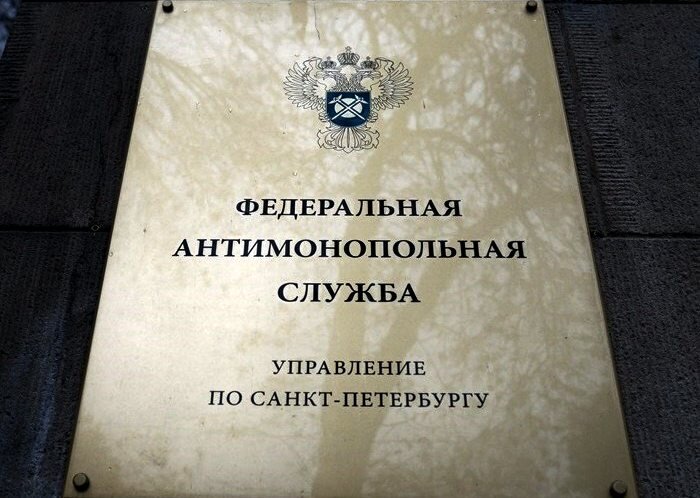 ФЕДЕРАЛЬНАЯ
АНТИМОНОПОЛЬНАЯ
СЛУЖБА
УПРАВЛЕНИЕ
ПО САНКТ-ПЕТЕРБУРГУ